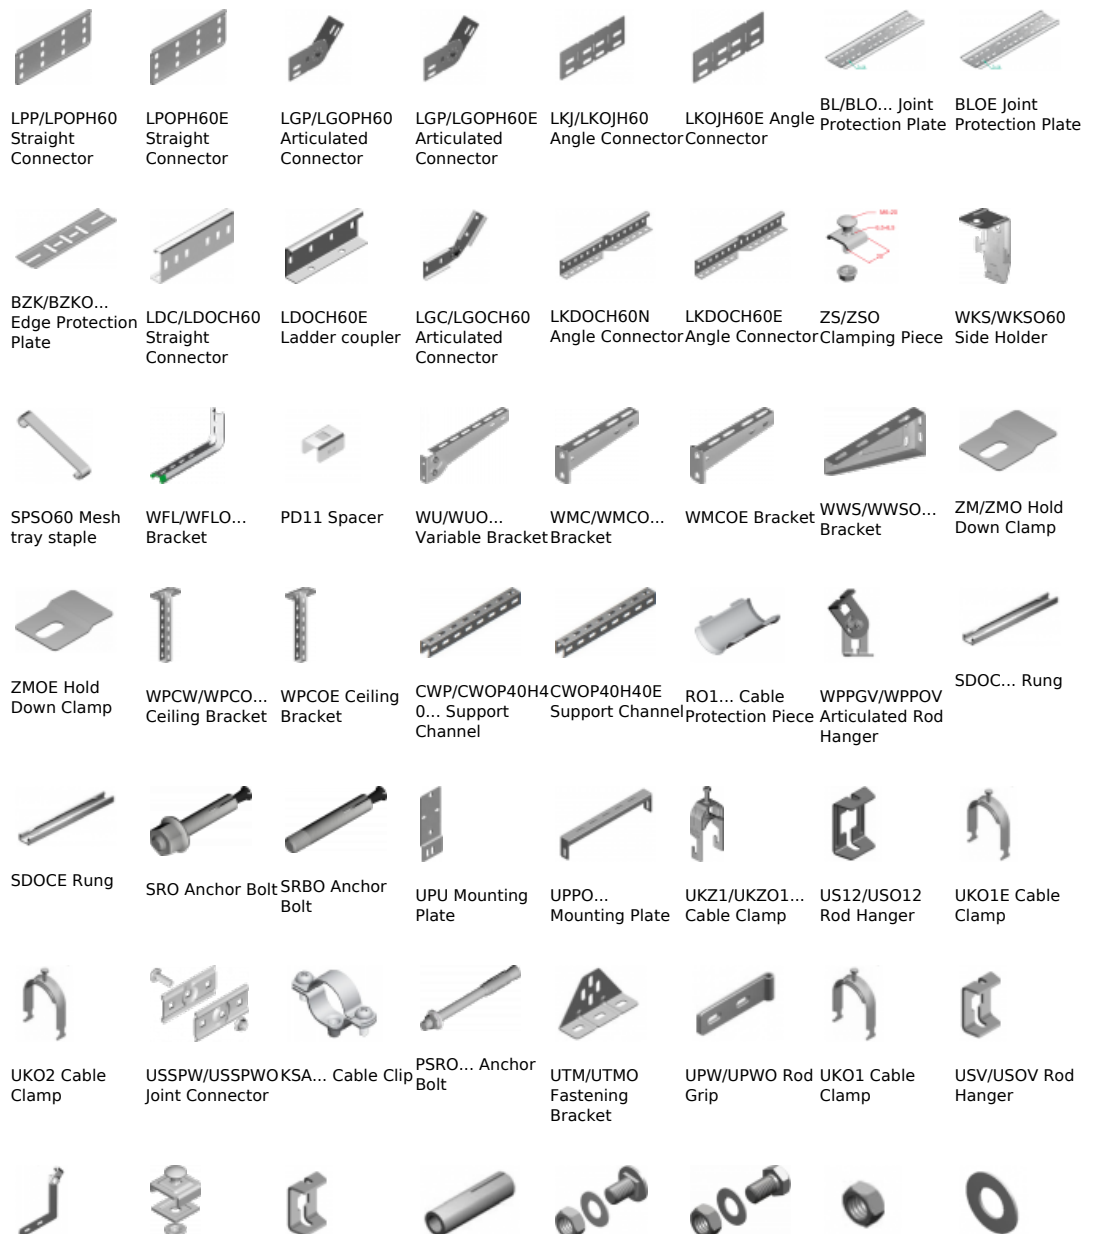 LPP/LPOPH60
Straight
Connector
LPOPH60E
Straight
Connector
LGP/LGOPH60
Articulated
Connector
LGP/LGOPH60E
Articulated
Connector
LKJ/LKOJH60
Angle Connector
LKOJH60E Angle
Connector
BL/BLO... Joint
Protection Plate
BLOE Joint
Protection Plate
BZK/BZKO...
Edge Protection
Plate
LDC/LDOCH60
Straight
Connector
LDOCH60E
Ladder coupler
LGC/LGOCH60
Articulated
Connector
LKDOCH60N
Angle Connector
LKDOCH60E
Angle Connector
ZS/ZSO
Clamping Piece
WKS/WKSO60
Side Holder
SPSO60 Mesh
tray staple
WFL/WFLO...
Bracket
PD11 Spacer
WU/WUO...
Variable Bracket
WMC/WMCO...
Bracket
WMCOE Bracket
WWS/WWSO...
Bracket
ZM/ZMO Hold
Down Clamp
ZMOE Hold
Down Clamp
WPCW/WPCO...
Ceiling Bracket
WPCOE Ceiling
Bracket
CWP/CWOP40H4
0... Support
Channel
CWOP40H40E
Support Channel
RO1... Cable
Protection Piece
WPPGV/WPPOV
Articulated Rod
Hanger
SDOC... Rung
SDOCE Rung
SRO Anchor Bolt
SRBO Anchor
Bolt
UPU Mounting
Plate
UPPO...
Mounting Plate
UKZ1/UKZO1...
Cable Clamp
US12/USO12
Rod Hanger
UKO1E Cable
Clamp
UKO2 Cable
Clamp
USSPW/USSPWO
Joint Connector
KSA... Cable Clip
PSRO... Anchor
Bolt
UTM/UTMO
Fastening
Bracket
UPW/UPWO Rod
Grip
UKO1 Cable
Clamp
USV/USOV Rod
Hanger